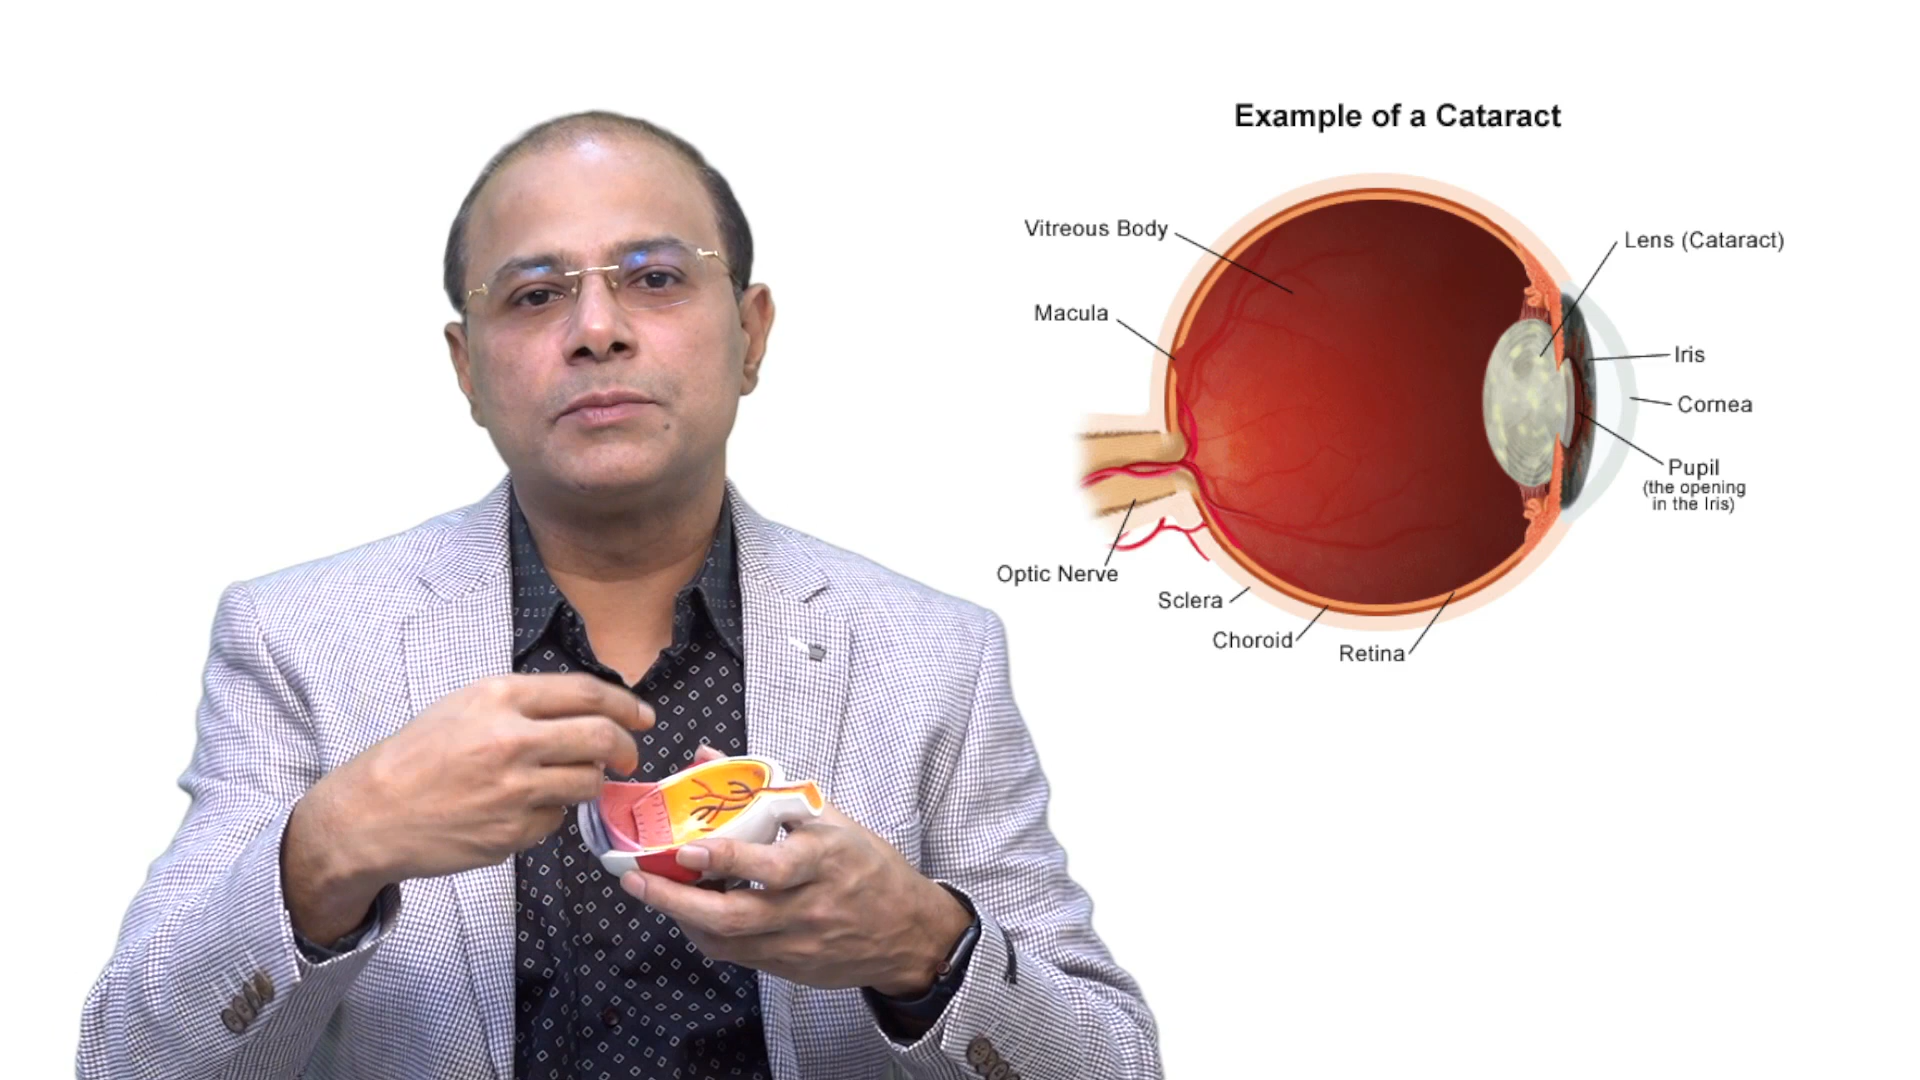 Example of a Cataract
Vitreous Body
Lens (Cataract)
Macula
Iris
Cornea
Pupil
(the opening
in the Iris)
Optic Nerve
Sclera
Choroid
Retina